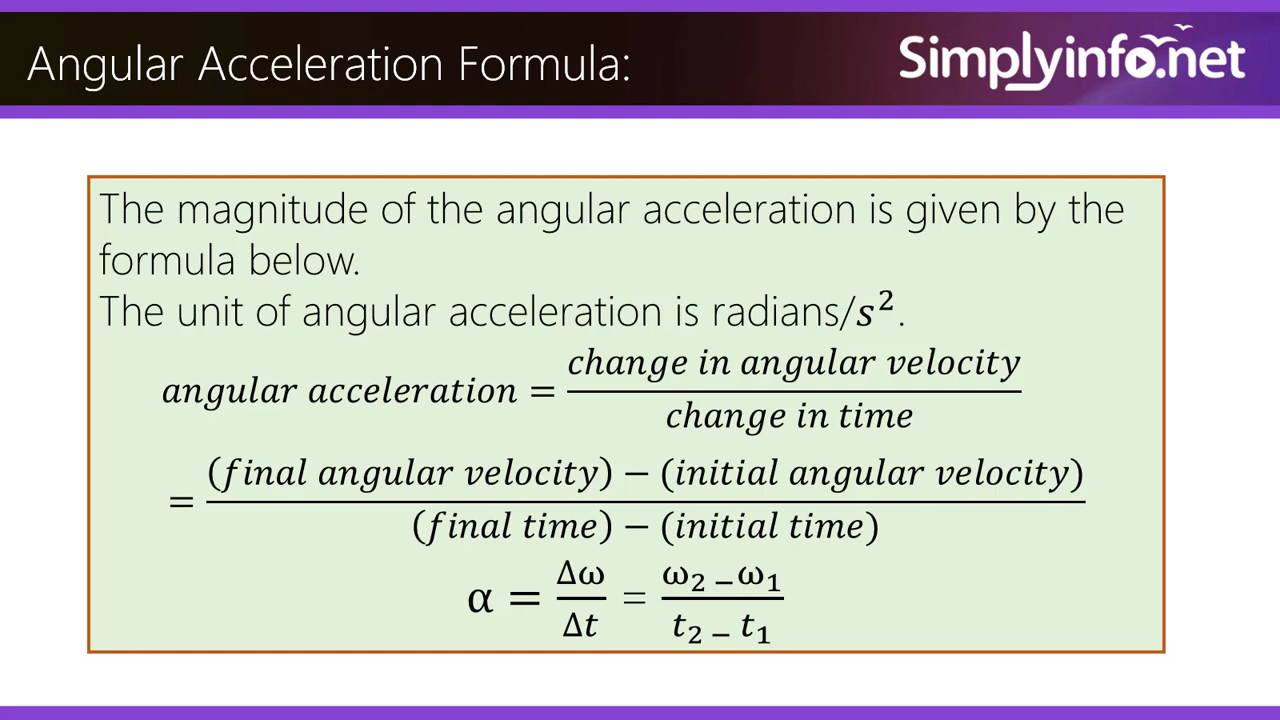 Angular Acceleration Formula:
Simplyinfo.net
The magnitude of the angular acceleration is given by the
formula below.
The unit of angular acceleration is radians/s².
angular acceleration = change in angular velocity / change in time
= (final angular velocity) − (initial angular velocity) / (final time) − (initial time)
α = Δω / Δt = ω₂ − ω₁ / t₂ − t₁